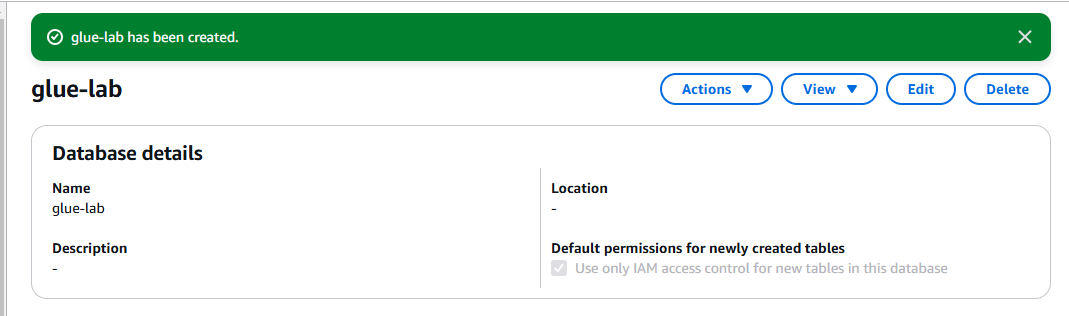 glue-lab has been created.
glue-lab
Actions
View
Edit
Delete
Database details
Name
glue-lab
Location
-
Description
-
Default permissions for newly created tables
Use only IAM access control for new tables in this database